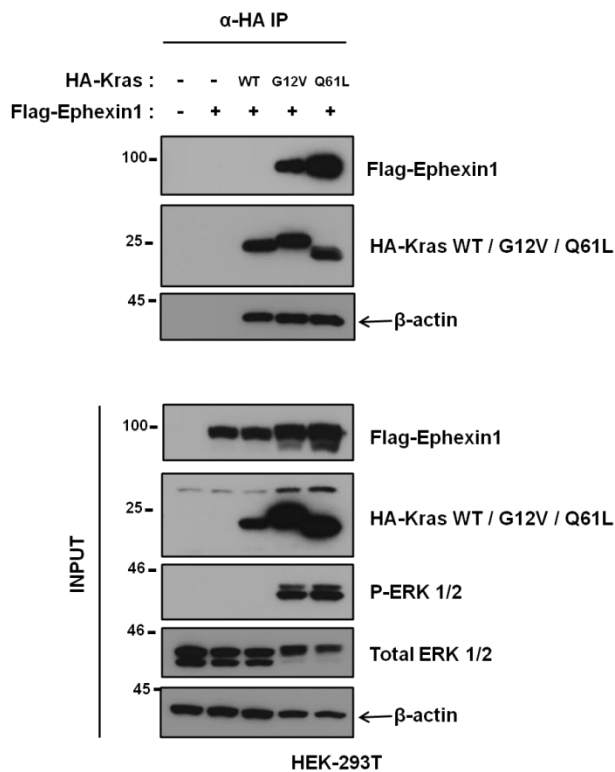 α-HA IP
HA-Kras : - - WT G12V Q61L
Flag-Ephexin1 : - + + + +
100 Flag-Ephexin1
25 HA-Kras WT / G12V / Q61L
45 β-actin
INPUT
100 Flag-Ephexin1
25 HA-Kras WT / G12V / Q61L
46 P-ERK 1/2
46 Total ERK 1/2
45 β-actin
HEK-293T